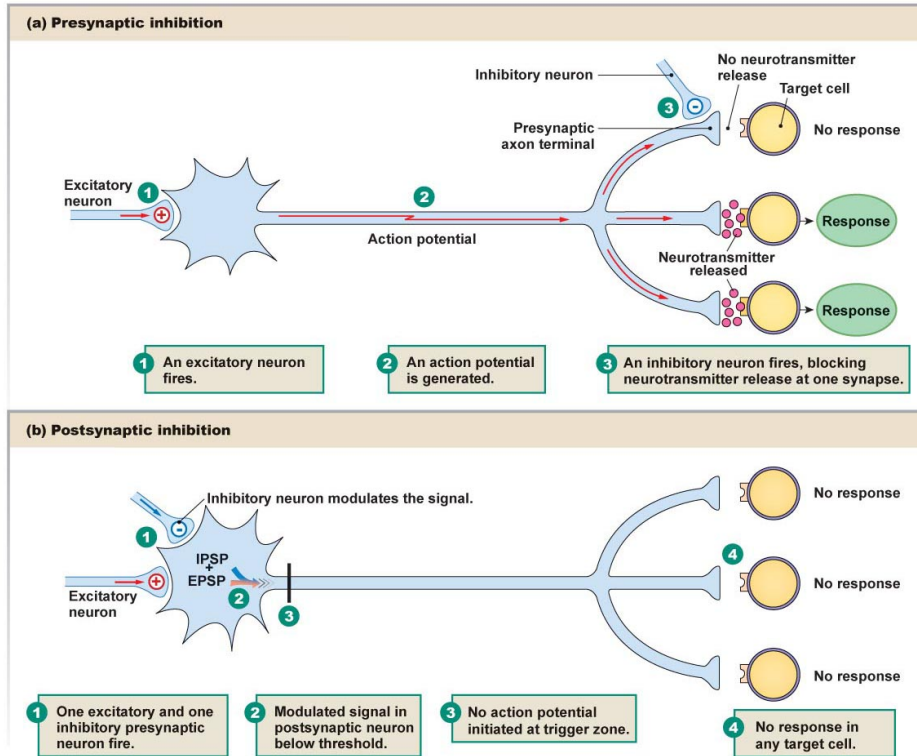 (a) Presynaptic inhibition
Inhibitory neuron
No neurotransmitter
release
Target cell
3
-
No response
Presynaptic
axon terminal
Excitatory
neuron
1
+
2
Action potential
Response
Neurotransmitter
released
Response
1 An excitatory neuron
fires.
2 An action potential
is generated.
3 An inhibitory neuron fires, blocking
neurotransmitter release at one synapse.
(b) Postsynaptic inhibition
Inhibitory neuron modulates the signal.
No response
1
-
IPSP
+
EPSP
+
Excitatory
neuron
2
3
4
No response
No response
1 One excitatory and one
inhibitory presynaptic
neuron fire.
2 Modulated signal in
postsynaptic neuron
below threshold.
3 No action potential
initiated at trigger zone.
4 No response in
any target cell.